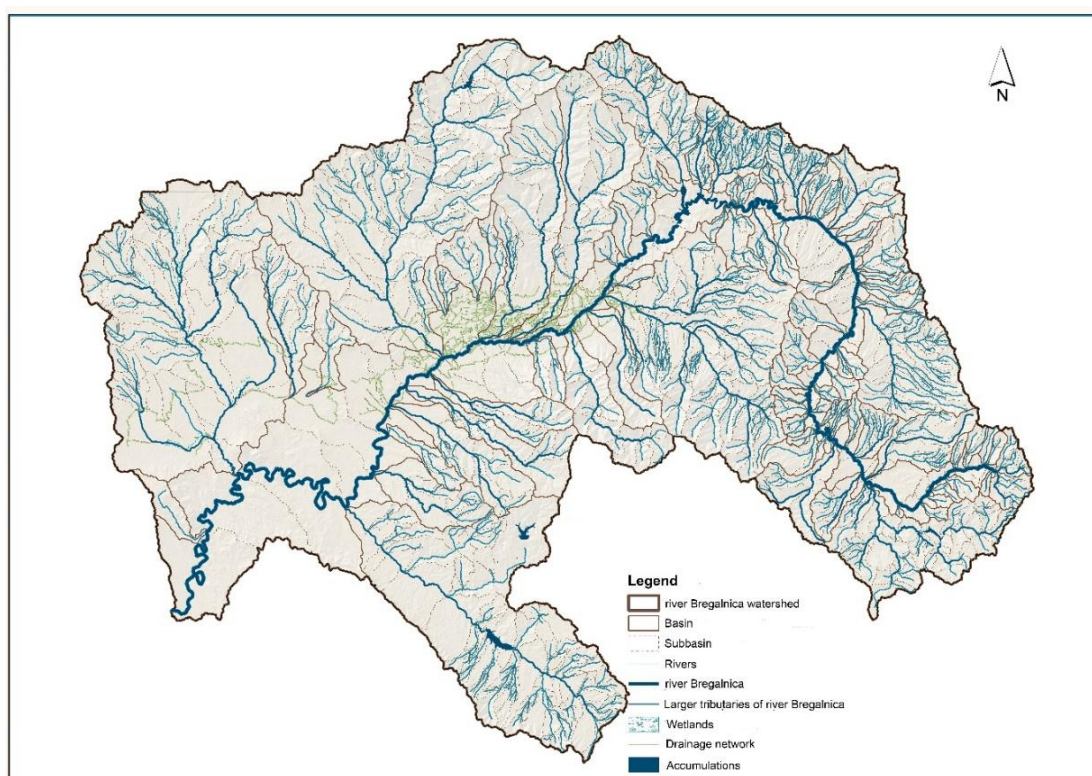 N
Legend
river Bregalnica watershed
Basin
Subbasin
Rivers
river Bregalnica
Larger tributaries of river Bregalnica
Wetlands
Drainage network
Accumulations